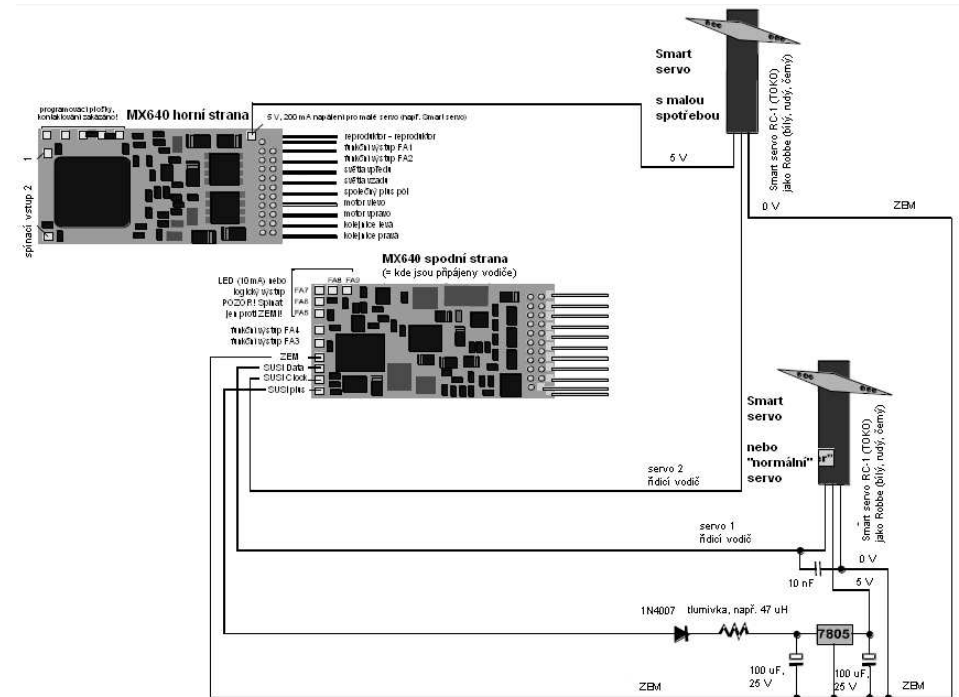 Smart
servo
s malou
spotřebou
Smart servo RC-1 (TOKO)
jako Robbe (bílý, rudý, černý)
5 V
0 V
ZEM
programovací plošky,
kontaktování zakázáno!
MX640 horní strana
5 V, 200 mA napájení pro malé servo (např. Smart servo)
spínací vstup 2
1
reproduktor - reproduktor
funkční výstup FA1
funkční výstup FA2
světla vpředu
světla vzadu
společný plus pól
motor vlevo
motor vpravo
kolejnice levá
kolejnice pravá
MX640 spodní strana
(= kde jsou připájeny vodiče)
LED (10 mA) nebo
logický výstup
POZOR! Spínat
jen proti ZEMI!
FA8 FA9
FA7
FA6
FA5
funkční výstup FA4
funkční výstup FA3
ZEM
SUSI Data
SUSI Clock
SUSI plus
Smart
servo
nebo
"normální"
servo
Smart servo RC-1 (TOKO)
jako Robbe (bílý, rudý, černý)
servo 2
řídicí vodič
servo 1
řídicí vodič
0 V
10 nF
5 V
1N4007
tlumivka, např. 47 uH
7805
100 uF,
25 V
100 uF,
25 V
ZEM
ZEM